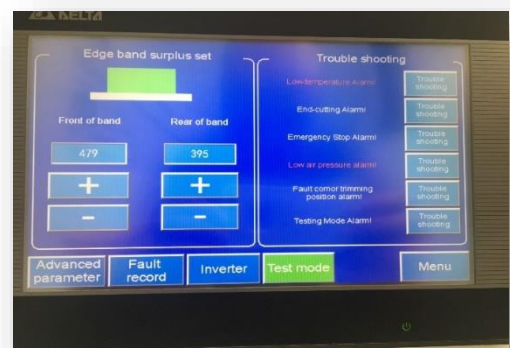 DELTA
Edge band surplus set
Front of band
Rear of band
479
395
+
+
-
-
Trouble shooting
Low-temperature Alarm!
Trouble
shooting
End-cutting Alarm!
Trouble
shooting
Emergency Stop Alarm!
Trouble
shooting
Low air pressure alarm!
Trouble
shooting
Fault cornor trimming
position alarm!
Trouble
shooting
Testing Mode Alarm!
Trouble
shooting
Advanced
parameter
Fault
record
Inverter
Test mode
Menu